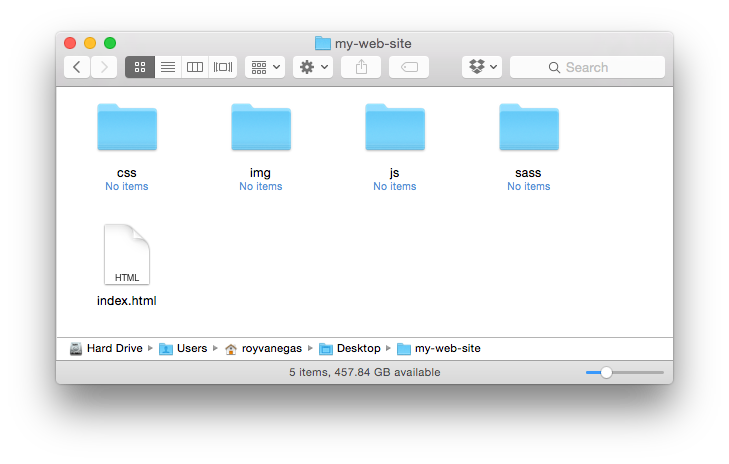 my-web-site
Search
css img js sass
No items No items No items No items
HTML
index.html
Hard Drive Users royvanegas Desktop my-web-site
5 items, 457.84 GB available